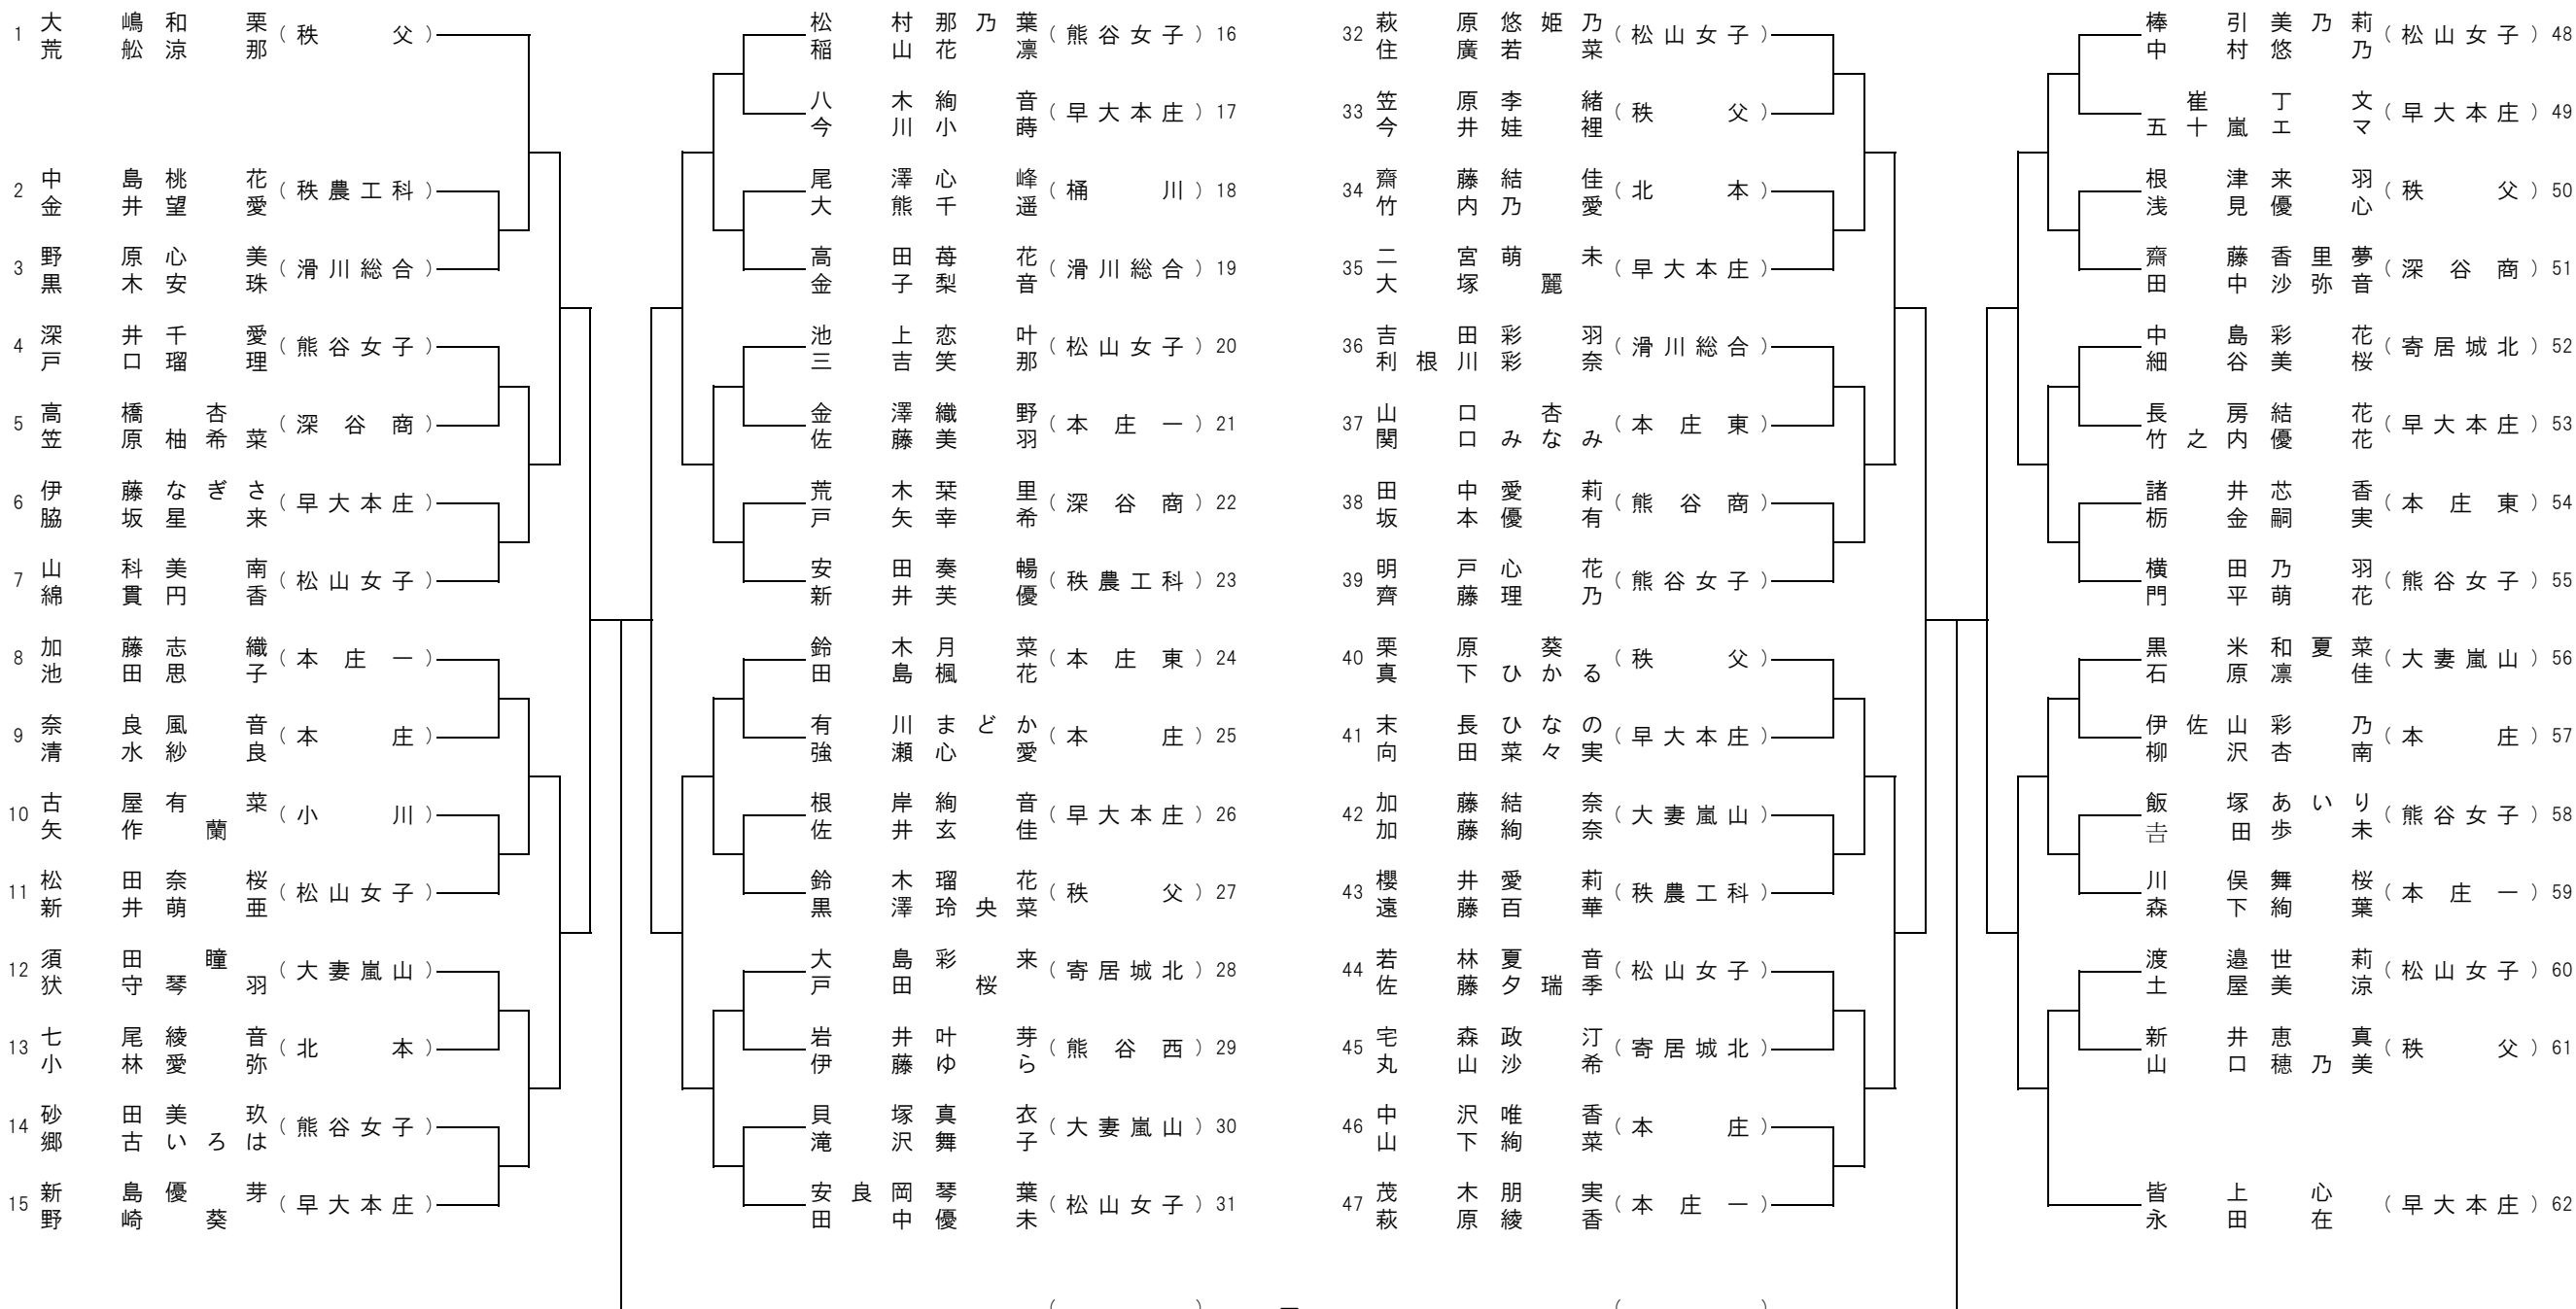 1 大嶋和栗 (秩父)
荒舩涼那
2 中島桃花 (秩農工科)
金井望愛
3 野原心美 (滑川総合)
黒木安珠
4 深井千愛 (熊谷女子)
戸口瑠理
5 高橋杏 (深谷商)
笠原柚希菜
6 伊藤なぎさ (早大本庄)
脇坂星来
7 山科美南 (松山女子)
綿貫円香
8 加藤志織 (本庄一)
池田思子
9 奈良風音 (本庄)
清水紗良
10 古屋有菜 (小川)
矢作蘭
11 松田奈桜 (松山女子)
新井萌亜
12 須田瞳 (大妻嵐山)
犾守琴羽
13 七尾綾音 (北本)
小林愛弥
14 砂田美玖 (熊谷女子)
郷古いろは
15 新島優芽 (早大本庄)
野崎葵
松村那乃葉 (熊谷女子) 16
稲山花凛
八木絢音 (早大本庄) 17
今川小蒔
尾澤心峰 (桶川) 18
大熊千遥
高田苺花 (滑川総合) 19
金子梨音
池上恋叶 (松山女子) 20
三吉笑那
金澤織野 (本庄一) 21
佐藤美羽
荒木栞里 (深谷商) 22
戸矢幸希
安田奏暢 (秩農工科) 23
新井芙優
鈴木月菜 (本庄東) 24
田島楓花
有川まどか (本庄) 25
強瀬心愛
根岸絢音 (早大本庄) 26
佐井玄佳
鈴木瑠花 (秩父) 27
黒澤玲央菜
大島彩来 (寄居城北) 28
戸田桜
岩井叶芽 (熊谷西) 29
伊藤ゆら
貝塚真衣 (大妻嵐山) 30
滝沢舞子
安良岡琴葉 (松山女子) 31
田中優未
32 萩原悠姫乃 (松山女子)
住廣若菜
33 笠原李緒 (秩父)
今井娃裡
34 齋藤結佳 (北本)
竹内乃愛
35 二宮萌未 (早大本庄)
大塚麗
36 吉田彩羽 (滑川総合)
利根川彩奈
37 山口杏 (本庄東)
関口みなみ
38 田中愛莉 (熊谷商)
坂本優有
39 明戸心花 (熊谷女子)
齊藤理乃
40 栗原葵 (秩父)
真下ひかる
41 末長ひなの (早大本庄)
向田菜々実
42 加藤結奈 (大妻嵐山)
加藤絢奈
43 櫻井愛莉 (秩農工科)
遠藤百華
44 若林夏音 (松山女子)
佐藤夕瑞季
45 宅森政汀 (寄居城北)
丸山沙希
46 中沢唯香 (本庄)
山下絢菜
47 茂木朋実 (本庄一)
萩原綾香
棒引美乃莉 (松山女子) 48
中村悠乃
崔丁文 (早大本庄) 49
五十嵐エマ
根津来羽 (秩父) 50
浅見優心
齋藤香里夢 (深谷商) 51
田中沙弥音
中島彩花 (寄居城北) 52
細谷美桜
長房結花 (早大本庄) 53
竹之内優花
諸井芯香 (本庄東) 54
栃金嗣実
横田乃羽 (熊谷女子) 55
門平萌花
黒米和夏菜 (大妻嵐山) 56
石原凛佳
伊佐山彩乃 (本庄) 57
柳沢杏南
飯塚あいり (熊谷女子) 58
𠮷田歩未
川俣舞桜 (本庄一) 59
森下絢葉
渡邉世莉 (松山女子) 60
土屋美涼
新井恵真 (秩父) 61
山口穂乃美
皆上心 (早大本庄) 62
永田在